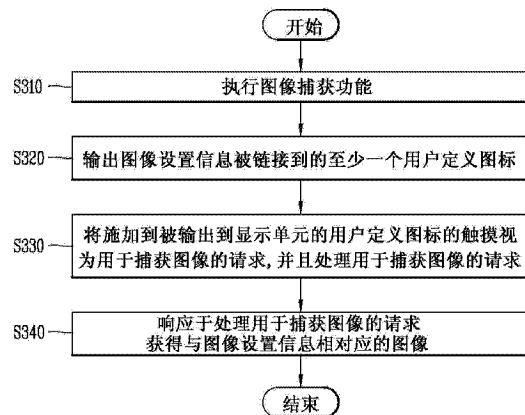 开始
S310
执行图像捕获功能
S320
输出图像设置信息被链接到的至少一个用户定义图标
S330
将施加到被输出到显示单元的用户定义图标的触摸视
为用于捕获图像的请求,并且处理用于捕获图像的请求
S340
响应于处理用于捕获图像的请求
获得与图像设置信息相对应的图像
结束